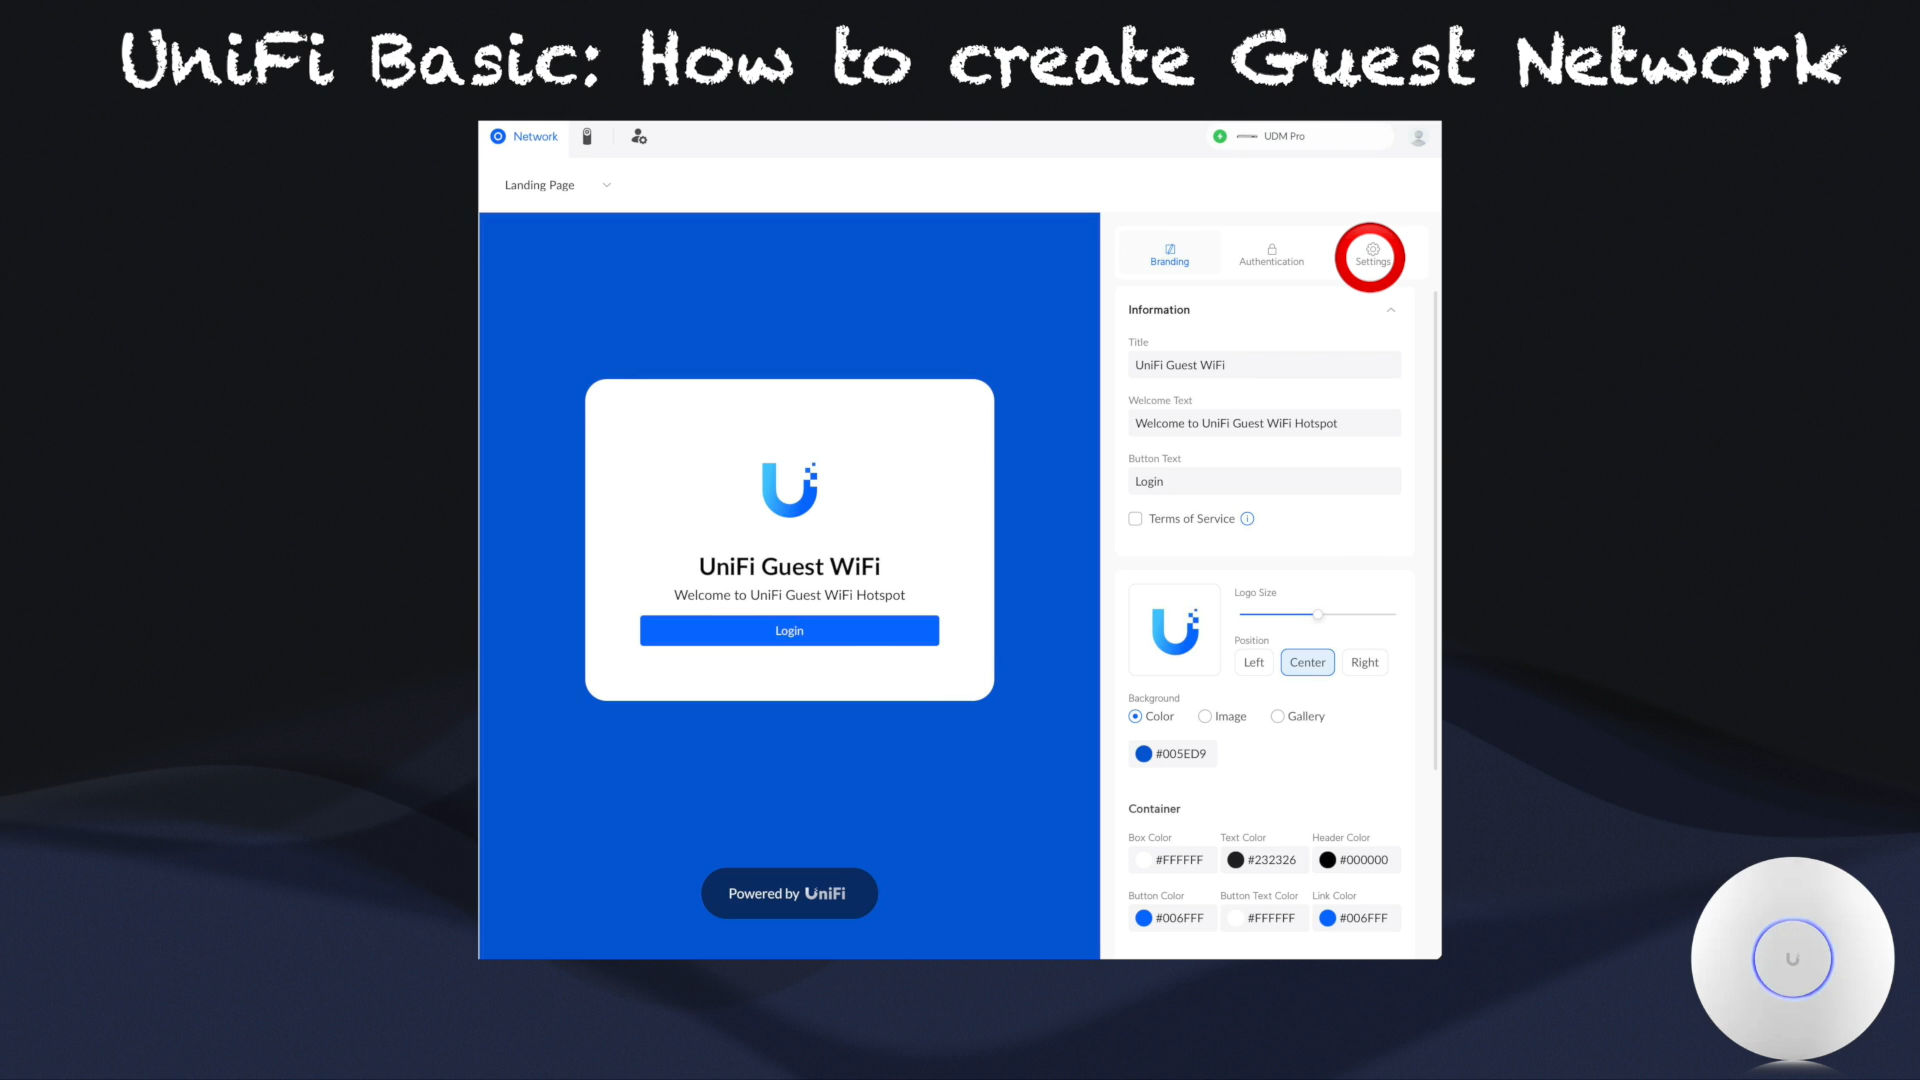 UniFi Basic: How to create Guest Network
Network
UDM Pro
Landing Page
Branding
Authentication
Settings
Information
Title
UniFi Guest WiFi
Welcome Text
Welcome to UniFi Guest WiFi Hotspot
Button Text
Login
Terms of Service
UniFi Guest WiFi
Welcome to UniFi Guest WiFi Hotspot
Login
Powered by UniFi
Logo Size
Position
Left Center Right
Background
Color Image Gallery
#005ED9
Container
Box Color Text Color Header Color
#FFFFFF #232326 #000000
Button Color Button Text Color Link Color
#006FFF #FFFFFF #006FFF